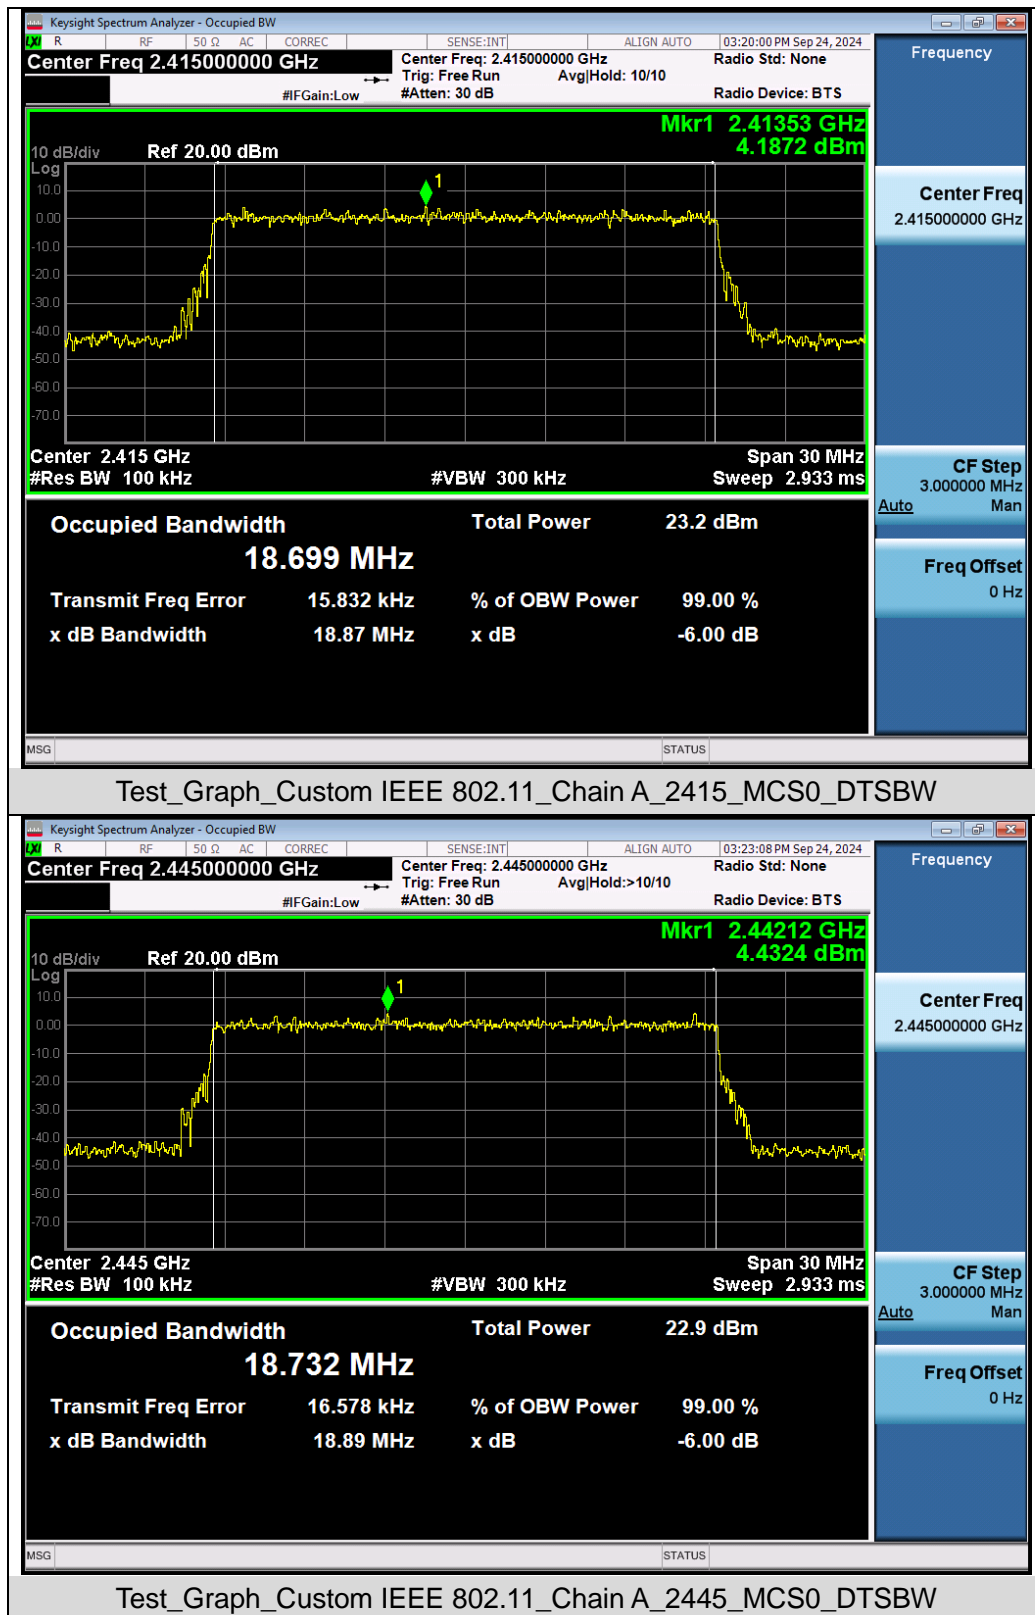 Keysight Spectrum Analyzer - Occupied BW
LXI R RF 50 Ω AC CORREC SENSE:INT ALIGN AUTO 03:20:00 PM Sep 24, 2024
Center Freq 2.415000000 GHz
Center Freq: 2.415000000 GHz Radio Std: None
Trig: Free Run Avg|Hold: 10/10
#IFGain:Low #Atten: 30 dB Radio Device: BTS
Frequency
Mkr1 2.41353 GHz
4.1872 dBm
10 dB/div Ref 20.00 dBm
Log
10.0
0.00
-10.0
-20.0
-30.0
-40.0
-50.0
-60.0
-70.0
1
Center Freq
2.415000000 GHz
Center 2.415 GHz Span 30 MHz
#Res BW 100 kHz #VBW 300 kHz Sweep 2.933 ms
CF Step
3.000000 MHz
Auto Man
Occupied Bandwidth Total Power 23.2 dBm
18.699 MHz
Freq Offset
0 Hz
Transmit Freq Error 15.832 kHz % of OBW Power 99.00 %
x dB Bandwidth 18.87 MHz x dB -6.00 dB
MSG STATUS
Test_Graph_Custom IEEE 802.11_Chain A_2415_MCS0_DTSBW
Keysight Spectrum Analyzer - Occupied BW
LXI R RF 50 Ω AC CORREC SENSE:INT ALIGN AUTO 03:23:08 PM Sep 24, 2024
Center Freq 2.445000000 GHz
Center Freq: 2.445000000 GHz Radio Std: None
Trig: Free Run Avg|Hold:>10/10
#IFGain:Low #Atten: 30 dB Radio Device: BTS
Frequency
Mkr1 2.44212 GHz
4.4324 dBm
10 dB/div Ref 20.00 dBm
Log
10.0
0.00
-10.0
-20.0
-30.0
-40.0
-50.0
-60.0
-70.0
1
Center Freq
2.445000000 GHz
Center 2.445 GHz Span 30 MHz
#Res BW 100 kHz #VBW 300 kHz Sweep 2.933 ms
CF Step
3.000000 MHz
Auto Man
Occupied Bandwidth Total Power 22.9 dBm
18.732 MHz
Freq Offset
0 Hz
Transmit Freq Error 16.578 kHz % of OBW Power 99.00 %
x dB Bandwidth 18.89 MHz x dB -6.00 dB
MSG STATUS
Test_Graph_Custom IEEE 802.11_Chain A_2445_MCS0_DTSBW